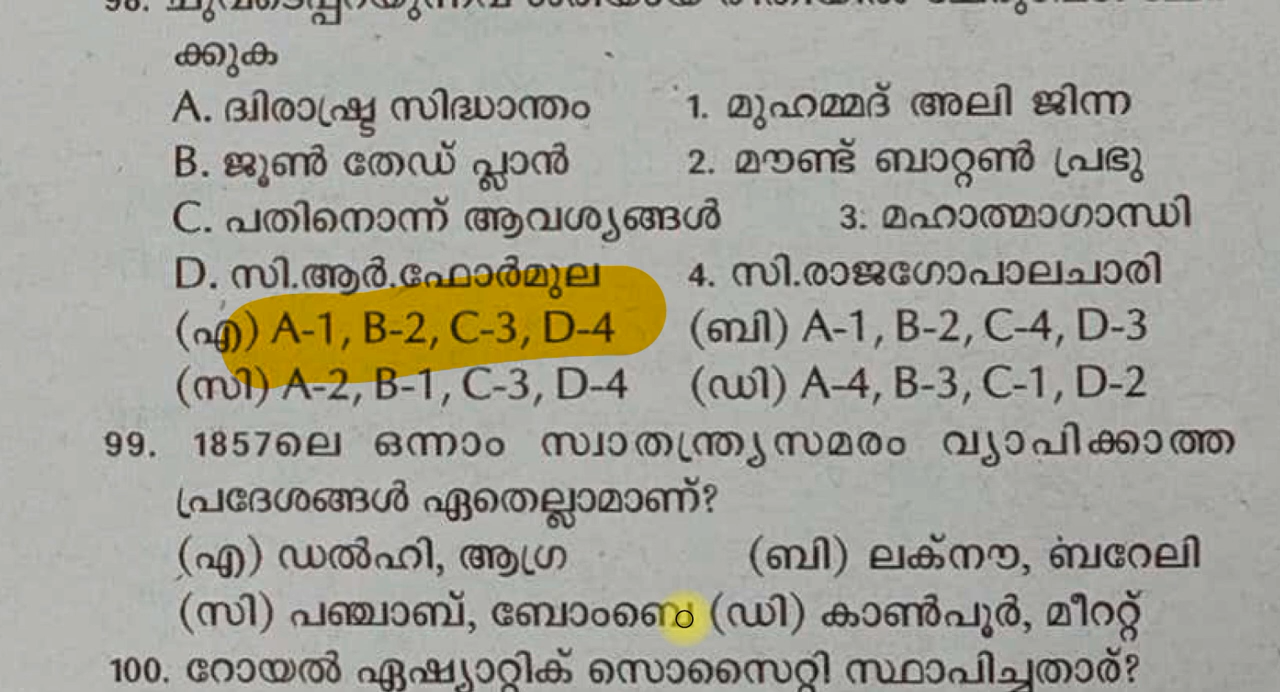 ക്കുക
A. ദ്വിരാഷ്ട്ര സിദ്ധാന്തം 1. മുഹമ്മദ് അലി ജിന്ന
B. ജൂൺ തേഡ് പ്ലാൻ 2. മൗണ്ട് ബാറ്റൺ പ്രഭു
C. പതിനൊന്ന് ആവശ്യങ്ങൾ 3. മഹാത്മാഗാന്ധി
D. സി.ആർ.ഫോർമുല 4. സി.രാജഗോപാലചാരി
(എ) A-1, B-2, C-3, D-4 (ബി) A-1, B-2, C-4, D-3
(സി) A-2, B-1, C-3, D-4 (ഡി) A-4, B-3, C-1, D-2
99. 1857ലെ ഒന്നാം സ്വാതന്ത്ര്യസമരം വ്യാപിക്കാത്ത
പ്രദേശങ്ങൾ ഏതെല്ലാമാണ്?
(എ) ഡൽഹി, ആഗ്ര (ബി) ലക്നൗ, ബറേലി
(സി) പഞ്ചാബ്, ബോംബെ (ഡി) കാൺപൂർ, മീററ്റ്
100. റോയൽ ഏഷ്യാറ്റിക് സൊസൈറ്റി സ്ഥാപിച്ചതാര്?